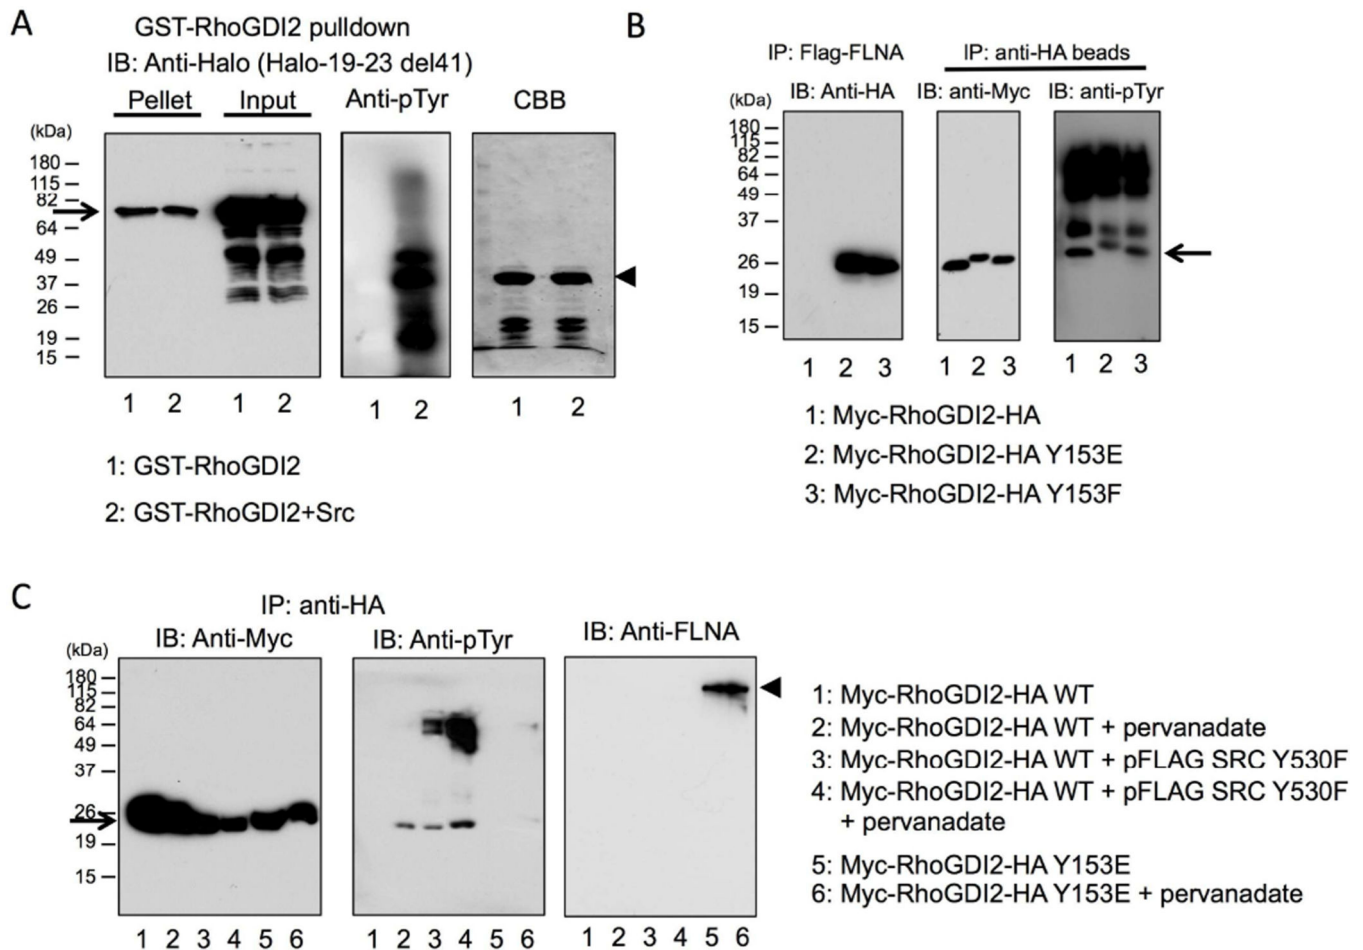 A
GST-RhoGDI2 pulldown
IB: Anti-Halo (Halo-19-23 del41)
Pellet Input Anti-pTyr CBB
(kDa)
180
115
82
64
49
37
26
19
15
1 2 1 2 1 2 1 2
1: GST-RhoGDI2
2: GST-RhoGDI2+Src
B
IP: Flag-FLNA IP: anti-HA beads
IB: Anti-HA IB: anti-Myc IB: anti-pTyr
(kDa)
180
115
82
64
49
37
26
19
15
1 2 3 1 2 3 1 2 3
1: Myc-RhoGDI2-HA
2: Myc-RhoGDI2-HA Y153E
3: Myc-RhoGDI2-HA Y153F
C
IP: anti-HA
IB: Anti-Myc IB: Anti-pTyr IB: Anti-FLNA
(kDa)
180
115
82
64
49
37
26
19
15
1 2 3 4 5 6 1 2 3 4 5 6 1 2 3 4 5 6
1: Myc-RhoGDI2-HA WT
2: Myc-RhoGDI2-HA WT + pervanadate
3: Myc-RhoGDI2-HA WT + pFLAG SRC Y530F
4: Myc-RhoGDI2-HA WT + pFLAG SRC Y530F
+ pervanadate
5: Myc-RhoGDI2-HA Y153E
6: Myc-RhoGDI2-HA Y153E + pervanadate